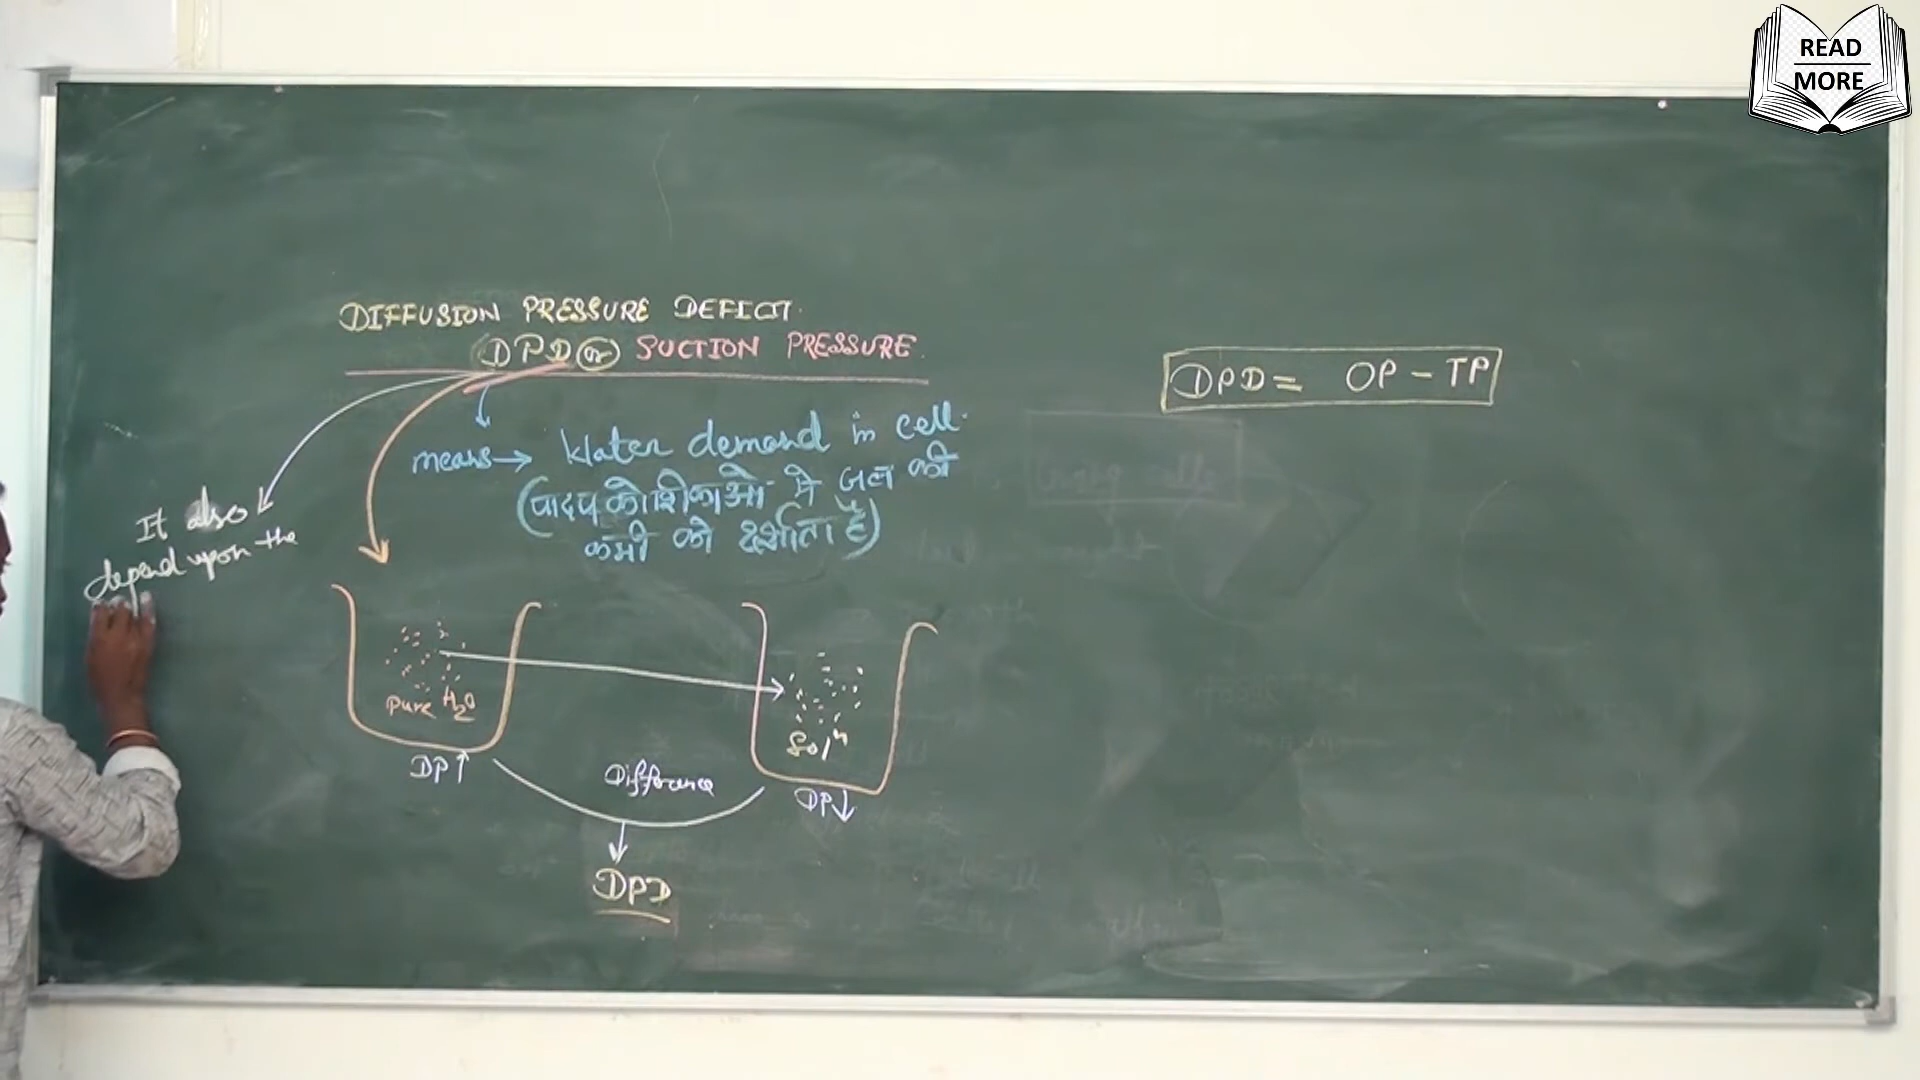 READ
MORE
DIFFUSION PRESSURE DEFICIT.
DPD or SUCTION PRESSURE.
DPD = OP - TP
means → Water demand in cell.
(पादप कोशिकाओ में जल की
कमी को दर्शाता है)
It also
depend upon the
pure H₂O
Solⁿ
DP↑
Difference
DP↓
DPD